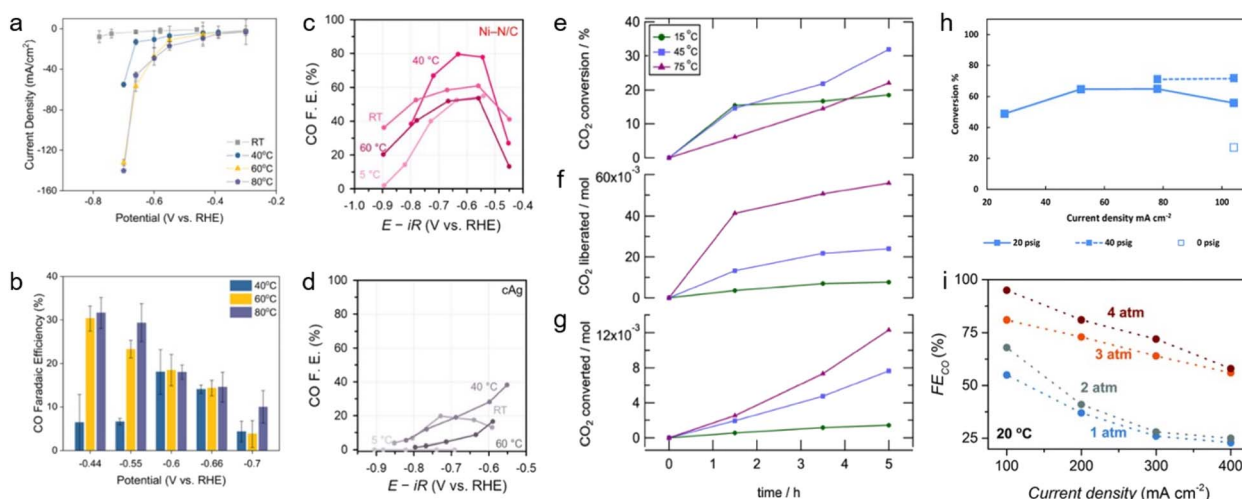 a
Current Density (mA/cm²)
0
-40
-80
-120
-160
RT
40°C
60°C
80°C
-0.8
-0.6
-0.4
-0.2
Potential (V vs. RHE)
b
CO Faradaic Efficiency (%)
40
30
20
10
0
40°C
60°C
80°C
-0.44
-0.55
-0.6
-0.66
-0.7
Potential (V vs. RHE)
c
CO F. E. (%)
100
80
60
40
20
0
Ni–N/C
40 °C
RT
60 °C
5 °C
-0.9 -0.8 -0.7 -0.6 -0.5 -0.4
E − iR (V vs. RHE)
d
CO F. E. (%)
100
80
60
40
20
0
cAg
40 °C
RT
5 °C
60 °C
-0.9 -0.8 -0.7 -0.6 -0.5
E − iR (V vs. RHE)
e
CO₂ conversion / %
40
30
20
10
0
15 °C
45 °C
75 °C
f
CO₂ liberated / mol
60x10⁻³
40
20
0
g
CO₂ converted / mol
12x10⁻³
8
4
0
0 1 2 3 4 5
time / h
h
Conversion %
100
80
60
40
20
0
20 40 60 80 100
Current density mA cm⁻²
20 psig
40 psig
0 psig
i
FE_CO (%)
100
75
50
25
4 atm
3 atm
2 atm
1 atm
20 °C
100 200 300 400
Current density (mA cm⁻²)